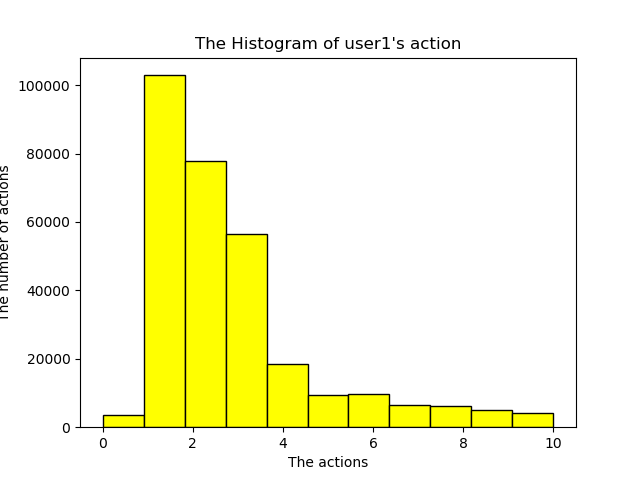 The Histogram of user1's action
100000
80000
60000
40000
20000
0
The number of actions
0 2 4 6 8 10
The actions